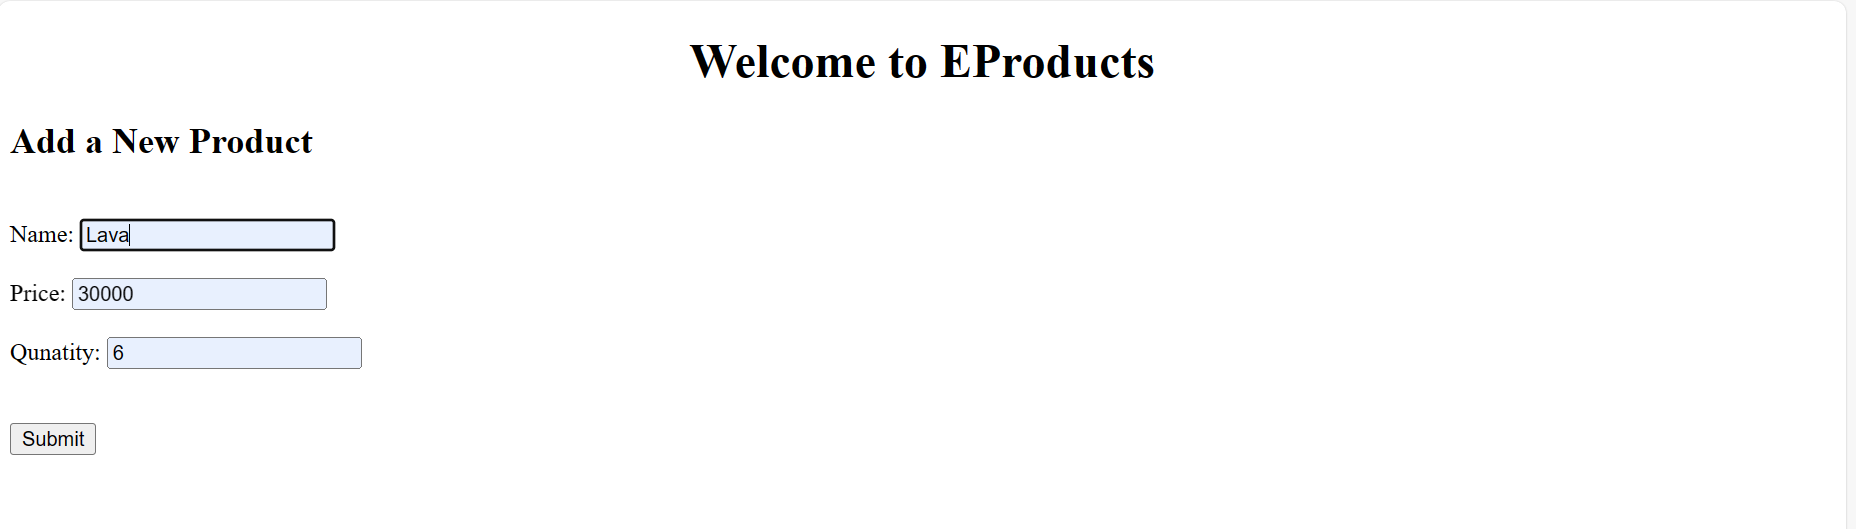 Welcome to EProducts
Add a New Product
Name: Lava
Price: 30000
Qunatity: 6
Submit